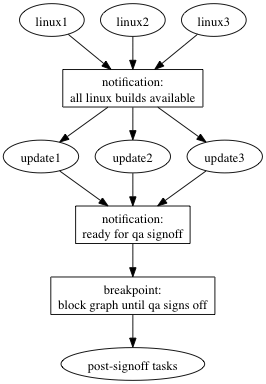 linux1 linux2 linux3
notification:
all linux builds available
update1 update2 update3
notification:
ready for qa signoff
breakpoint:
block graph until qa signs off
post-signoff tasks